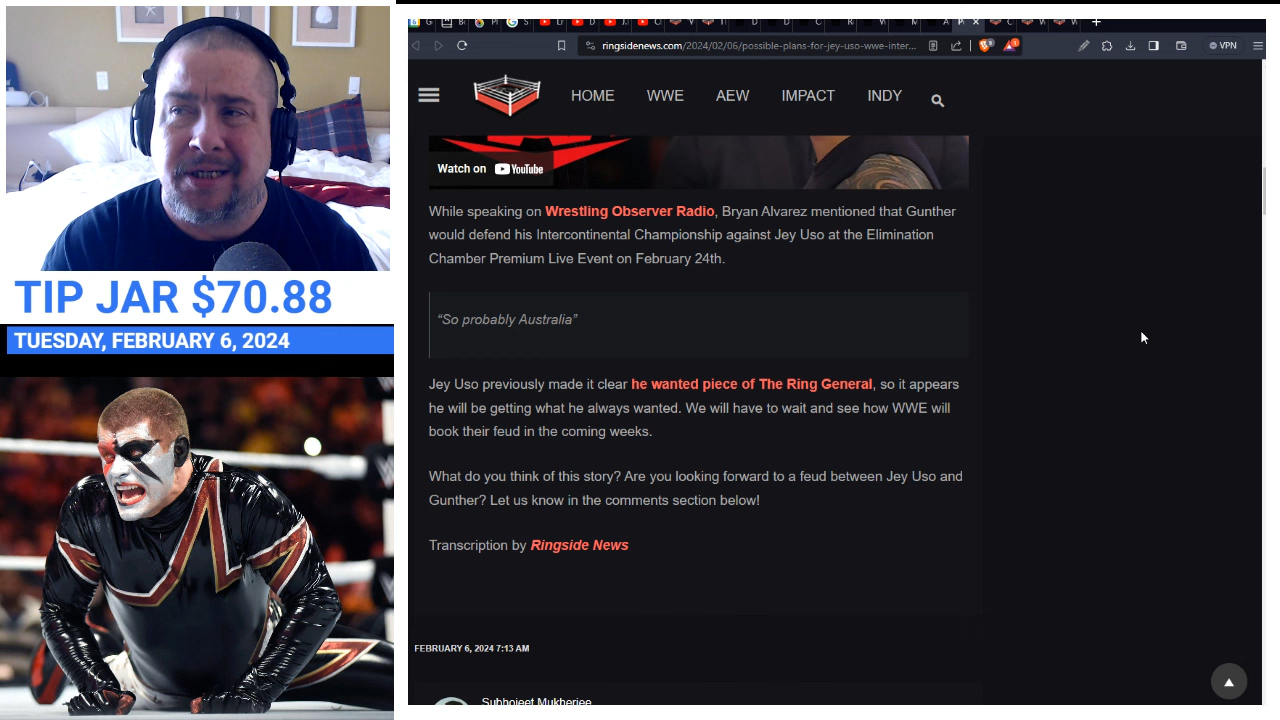 TIP JAR $70.88
TUESDAY, FEBRUARY 6, 2024
ringsidenews.com/2024/02/06/possible-plans-for-jey-uso-wwe-inter...
VPN
HOME WWE AEW IMPACT INDY
Watch on YouTube
While speaking on Wrestling Observer Radio, Bryan Alvarez mentioned that Gunther
would defend his Intercontinental Championship against Jey Uso at the Elimination
Chamber Premium Live Event on February 24th.
“So probably Australia”
Jey Uso previously made it clear he wanted piece of The Ring General, so it appears
he will be getting what he always wanted. We will have to wait and see how WWE will
book their feud in the coming weeks.
What do you think of this story? Are you looking forward to a feud between Jey Uso and
Gunther? Let us know in the comments section below!
Transcription by Ringside News
FEBRUARY 6, 2024 7:13 AM
Subhojeet Mukherjee